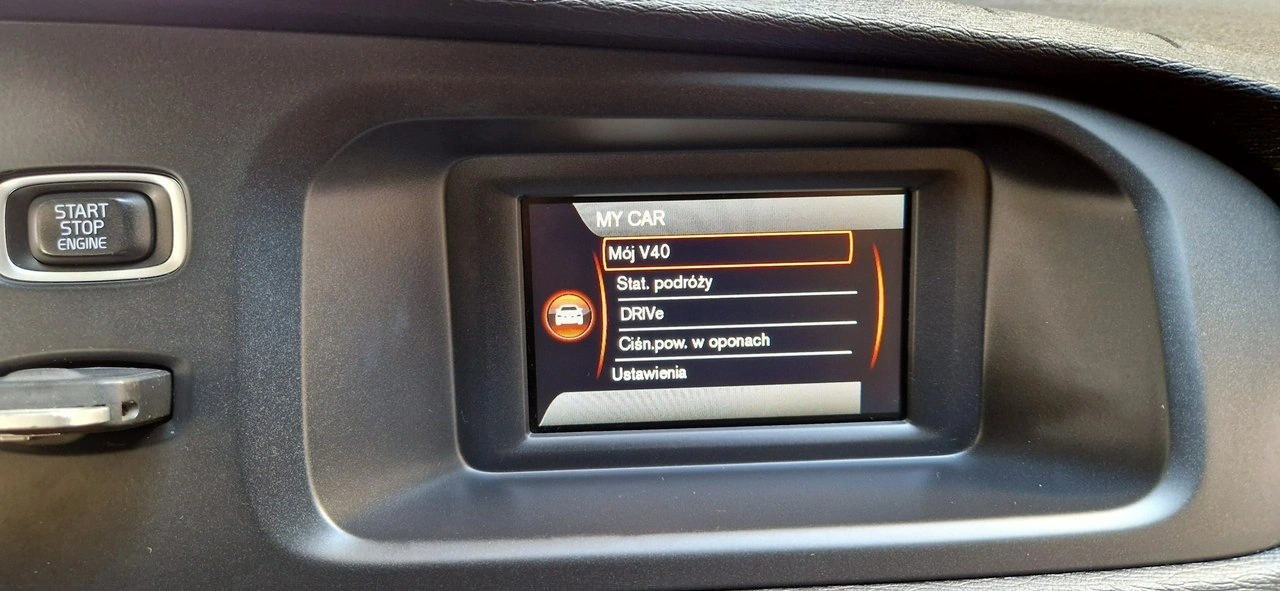 START
STOP
ENGINE
MY CAR
Mój V40
Stat. podróży
DRIVe
Ciśn.pow. w oponach
Ustawienia